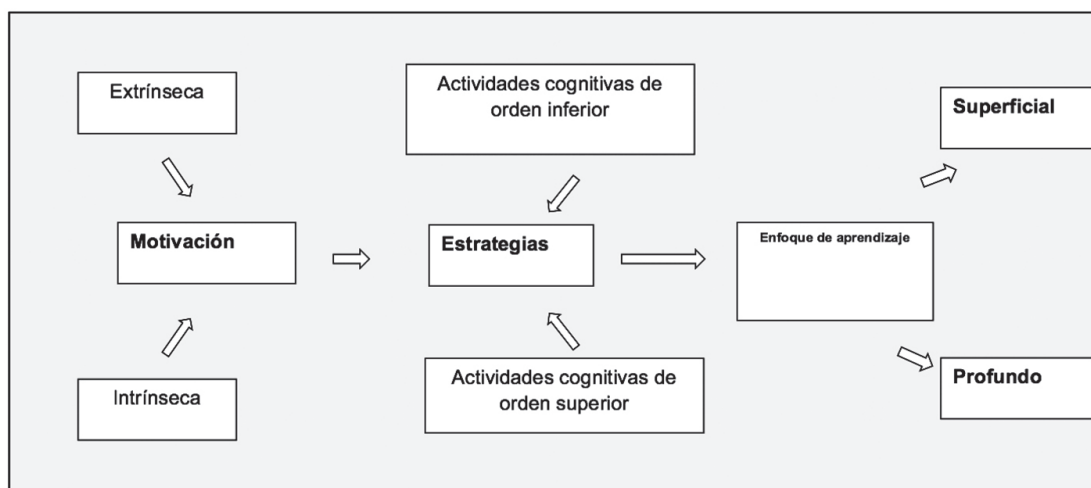 Extrínseca
Actividades cognitivas de
orden inferior
Superficial
Motivación
Estrategias
Enfoque de aprendizaje
Intrínseca
Actividades cognitivas de
orden superior
Profundo